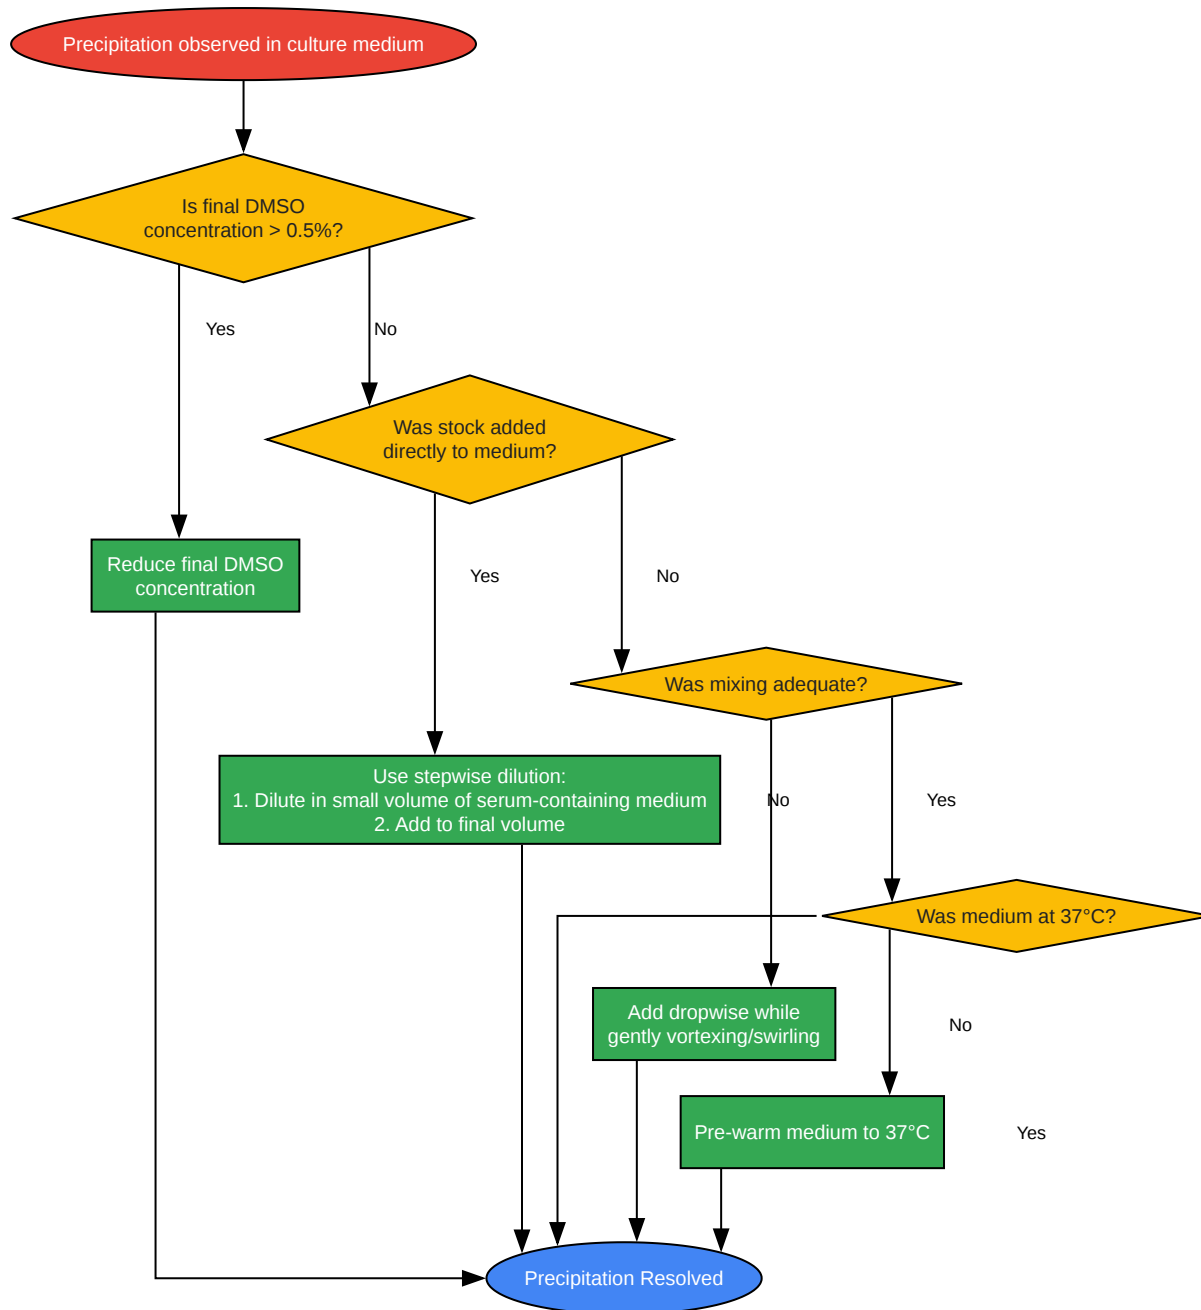 Precipitation observed in culture medium
Is final DMSO
concentration > 0.5%?
Yes
No
Was stock added
directly to medium?
Reduce final DMSO
concentration
Yes
No
Was mixing adequate?
Use stepwise dilution:
1. Dilute in small volume of serum-containing medium
2. Add to final volume
No
Yes
Was medium at 37°C?
Add dropwise while
gently vortexing/swirling
No
Pre-warm medium to 37°C
Yes
Precipitation Resolved